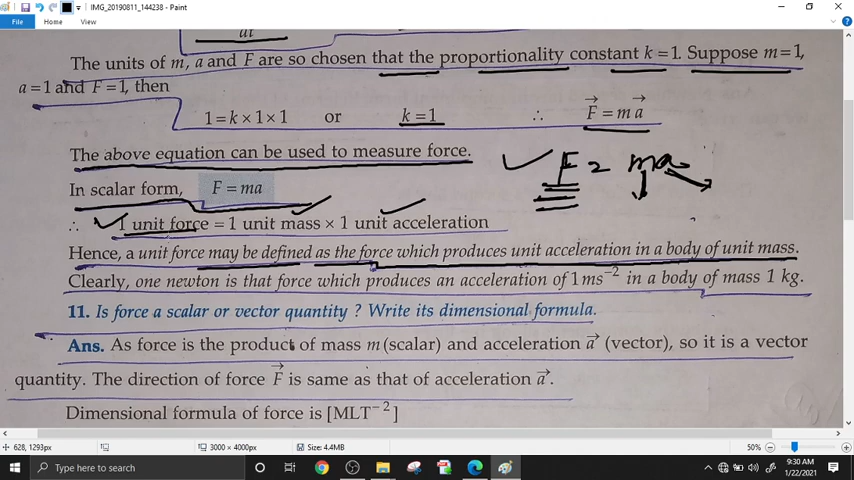 IMG_20190811_144238 - Paint
File Home View
dt
The units of m, a and F are so chosen that the proportionality constant k = 1. Suppose m = 1,
a = 1 and F = 1, then
1 = k × 1 × 1 or k = 1 ∴ F⃗ = m a⃗
The above equation can be used to measure force.
F = ma
In scalar form, F = ma
∴ 1 unit force = 1 unit mass × 1 unit acceleration
Hence, a unit force may be defined as the force which produces unit acceleration in a body of unit mass.
Clearly, one newton is that force which produces an acceleration of 1 ms⁻² in a body of mass 1 kg.
11. Is force a scalar or vector quantity ? Write its dimensional formula.
Ans. As force is the product of mass m (scalar) and acceleration a⃗ (vector), so it is a vector
quantity. The direction of force F⃗ is same as that of acceleration a⃗.
Dimensional formula of force is [MLT⁻²]
628, 1293px 3000 × 4000px Size: 4.4MB 50%
Type here to search 9:30 AM
1/22/2021